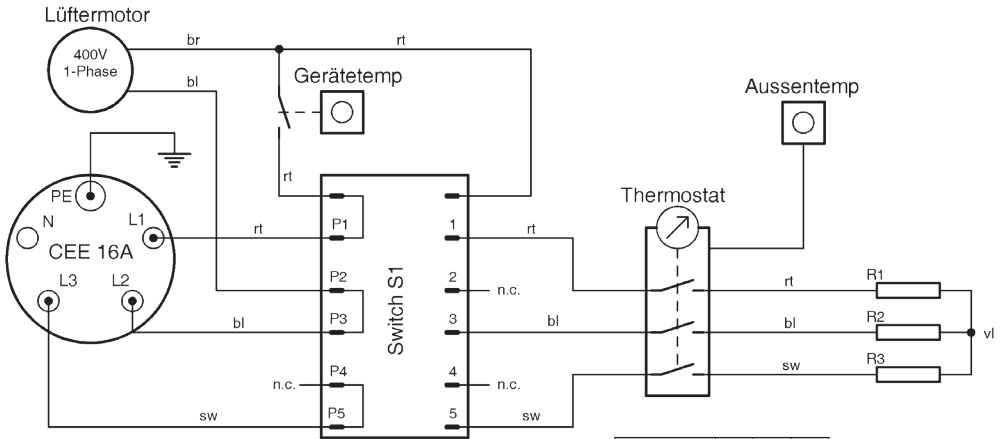 Lüftermotor
400V
1-Phase
br
rt
bl
Gerätetemp
Aussentemp
rt
PE
N
L1
CEE 16A
L3
L2
rt
bl
sw
n.c.
P1
P2
P3
P4
P5
Switch S1
1
2
3
4
5
rt
n.c.
bl
n.c.
sw
Thermostat
rt
R1
bl
R2
sw
R3
vl